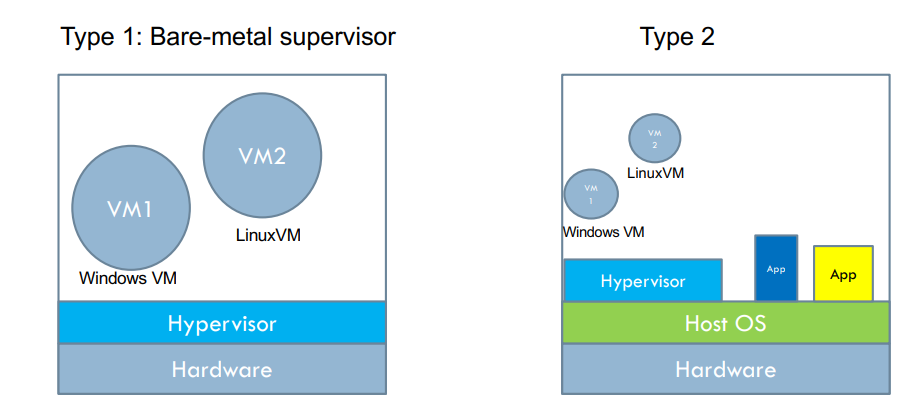 Type 1: Bare-metal supervisor
VM2
VM1
LinuxVM
Windows VM
Hypervisor
Hardware
Type 2
VM
2
LinuxVM
VM
1
Windows VM
Hypervisor
App
App
Host OS
Hardware